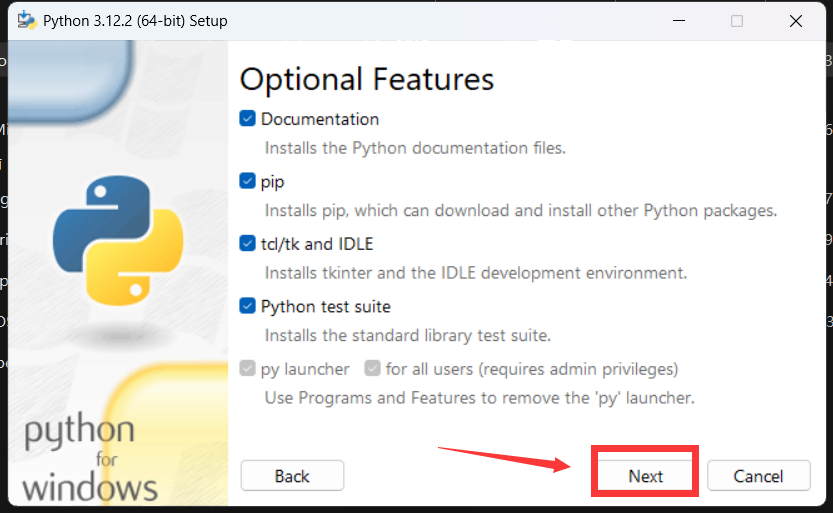 Python 3.12.2 (64-bit) Setup
Optional Features
Documentation
Installs the Python documentation files.
pip
Installs pip, which can download and install other Python packages.
tcl/tk and IDLE
Installs tkinter and the IDLE development environment.
Python test suite
Installs the standard library test suite.
py launcher for all users (requires admin privileges)
Use Programs and Features to remove the 'py' launcher.
python
for
windows
Back Next Cancel